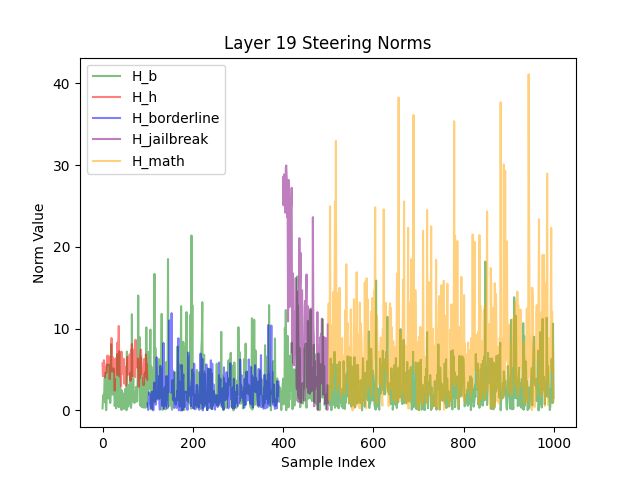 Layer 19 Steering Norms
H_b
H_h
H_borderline
H_jailbreak
H_math
Norm Value
40
30
20
10
0
0 200 400 600 800 1000
Sample Index